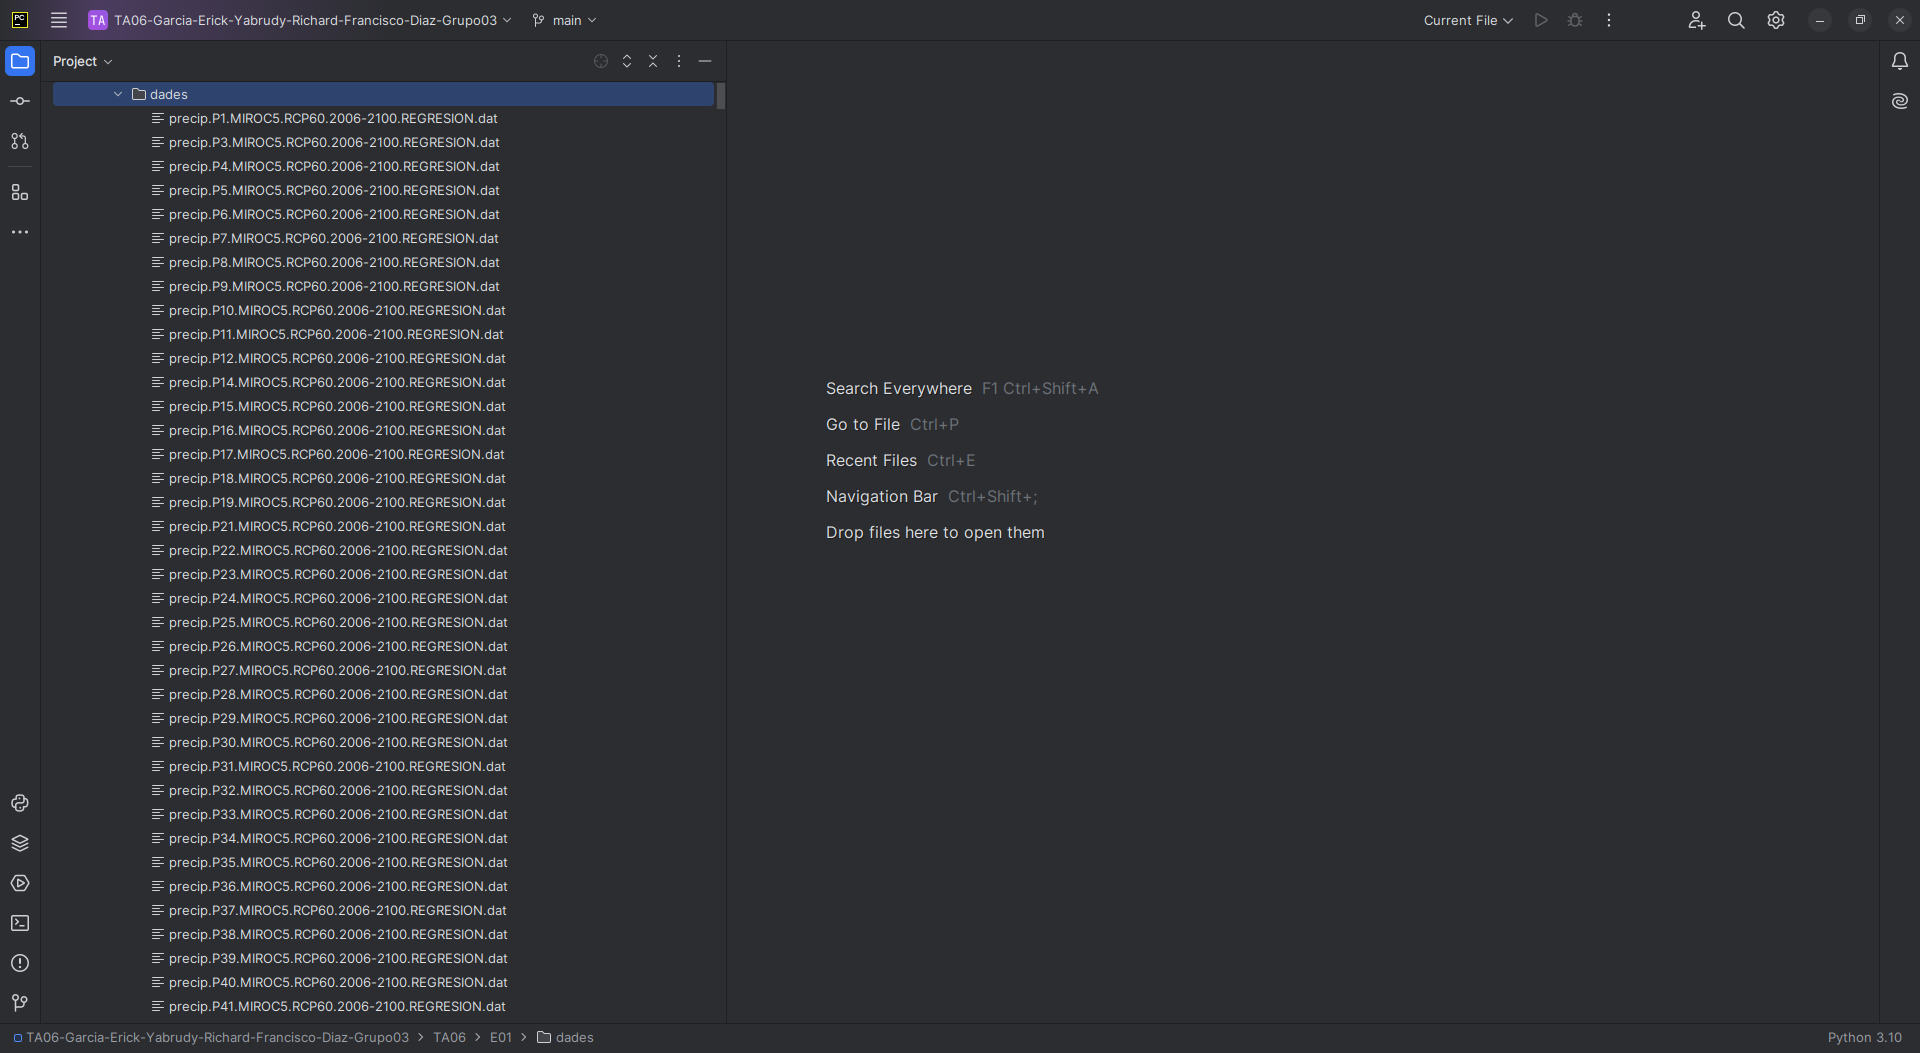 PC
TA TA06-Garcia-Erick-Yabrudy-Richard-Francisco-Diaz-Grupo03 main Current File
Project
dades
precip.P1.MIROC5.RCP60.2006-2100.REGRESION.dat
precip.P3.MIROC5.RCP60.2006-2100.REGRESION.dat
precip.P4.MIROC5.RCP60.2006-2100.REGRESION.dat
precip.P5.MIROC5.RCP60.2006-2100.REGRESION.dat
precip.P6.MIROC5.RCP60.2006-2100.REGRESION.dat
precip.P7.MIROC5.RCP60.2006-2100.REGRESION.dat
precip.P8.MIROC5.RCP60.2006-2100.REGRESION.dat
precip.P9.MIROC5.RCP60.2006-2100.REGRESION.dat
precip.P10.MIROC5.RCP60.2006-2100.REGRESION.dat
precip.P11.MIROC5.RCP60.2006-2100.REGRESION.dat
precip.P12.MIROC5.RCP60.2006-2100.REGRESION.dat
precip.P14.MIROC5.RCP60.2006-2100.REGRESION.dat
precip.P15.MIROC5.RCP60.2006-2100.REGRESION.dat
precip.P16.MIROC5.RCP60.2006-2100.REGRESION.dat
precip.P17.MIROC5.RCP60.2006-2100.REGRESION.dat
precip.P18.MIROC5.RCP60.2006-2100.REGRESION.dat
precip.P19.MIROC5.RCP60.2006-2100.REGRESION.dat
precip.P21.MIROC5.RCP60.2006-2100.REGRESION.dat
precip.P22.MIROC5.RCP60.2006-2100.REGRESION.dat
precip.P23.MIROC5.RCP60.2006-2100.REGRESION.dat
precip.P24.MIROC5.RCP60.2006-2100.REGRESION.dat
precip.P25.MIROC5.RCP60.2006-2100.REGRESION.dat
precip.P26.MIROC5.RCP60.2006-2100.REGRESION.dat
precip.P27.MIROC5.RCP60.2006-2100.REGRESION.dat
precip.P28.MIROC5.RCP60.2006-2100.REGRESION.dat
precip.P29.MIROC5.RCP60.2006-2100.REGRESION.dat
precip.P30.MIROC5.RCP60.2006-2100.REGRESION.dat
precip.P31.MIROC5.RCP60.2006-2100.REGRESION.dat
precip.P32.MIROC5.RCP60.2006-2100.REGRESION.dat
precip.P33.MIROC5.RCP60.2006-2100.REGRESION.dat
precip.P34.MIROC5.RCP60.2006-2100.REGRESION.dat
precip.P35.MIROC5.RCP60.2006-2100.REGRESION.dat
precip.P36.MIROC5.RCP60.2006-2100.REGRESION.dat
precip.P37.MIROC5.RCP60.2006-2100.REGRESION.dat
precip.P38.MIROC5.RCP60.2006-2100.REGRESION.dat
precip.P39.MIROC5.RCP60.2006-2100.REGRESION.dat
precip.P40.MIROC5.RCP60.2006-2100.REGRESION.dat
precip.P41.MIROC5.RCP60.2006-2100.REGRESION.dat
Search Everywhere F1 Ctrl+Shift+A
Go to File Ctrl+P
Recent Files Ctrl+E
Navigation Bar Ctrl+Shift+;
Drop files here to open them
TA06-Garcia-Erick-Yabrudy-Richard-Francisco-Diaz-Grupo03 > TA06 > E01 > dades Python 3.10